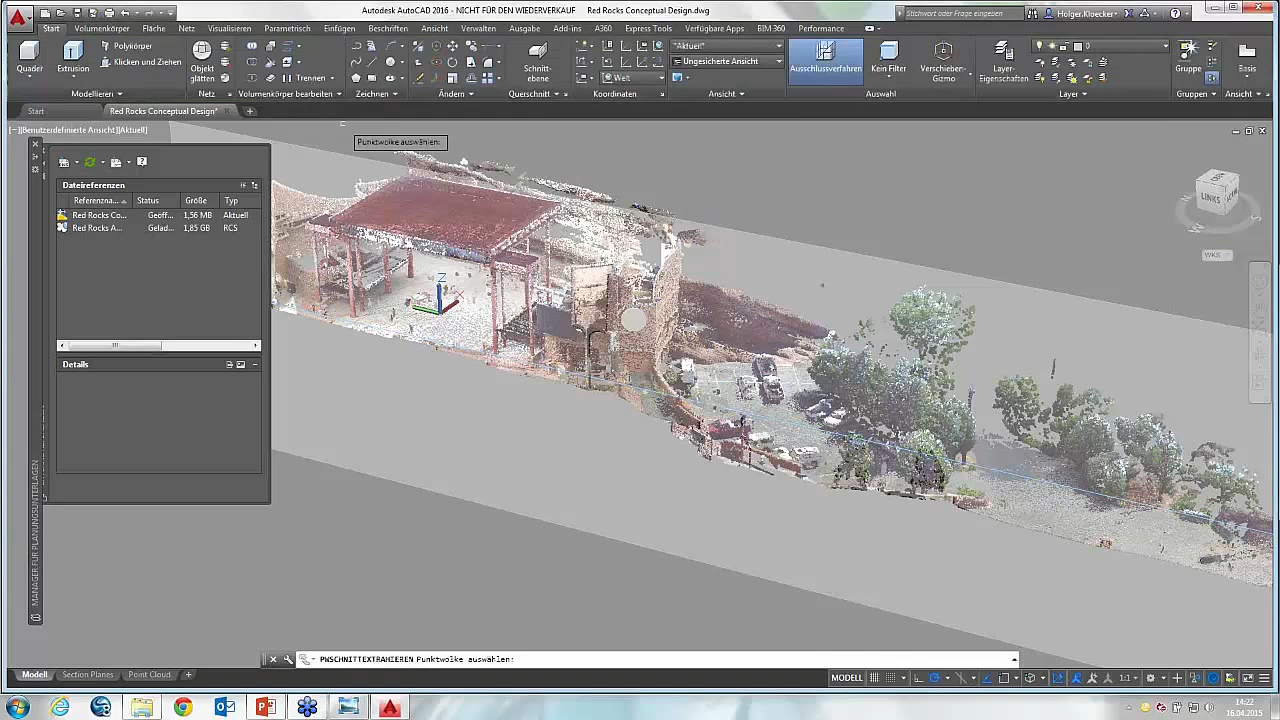 Autodesk AutoCAD 2016 - NICHT FÜR DEN WIEDERVERKAUF Red Rocks Conceptual Design.dwg
Stichwort oder Frage eingeben
Holger.Kloecker
Start Volumenkörper Fläche Netz Visualisieren Parametrisch Einfügen Beschriften Ansicht Verwalten Ausgabe Add-ins A360 Express Tools Verfügbare Apps BIM 360 Performance
Quader
Extrusion
Polykörper
Klicken und Ziehen
Objekt glätten
Trennen
Schnitt-
ebene
Welt
*Aktuell*
Ungesicherte Ansicht
Ausschlussverfahren
Kein Filter
Verschieben-
Gizmo
Layer-
Eigenschaften
0
Gruppe
Basis
Modellieren Netz Volumenkörper bearbeiten Zeichnen Ändern Querschnitt Koordinaten Ansicht Auswahl Layer Gruppen Ansicht
Start Red Rocks Conceptual Design*
[−][Benutzerdefinierte Ansicht][Aktuell]
Punktwolke auswählen:
Dateireferenzen
Referenzna... Status Größe Typ
Red Rocks Co... Geöff... 1,56 MB Aktuell
Red Rocks A... Gelad... 1,85 GB RCS
Details
MANAGER FÜR PLANUNGSUNTERLAGEN
Z
LINKS
W
S
WKS
PWSCHNITTEXTRAHIEREN Punktwolke auswählen:
Modell Section Planes Point Cloud
MODELL
1:1
14:22
16.04.2015